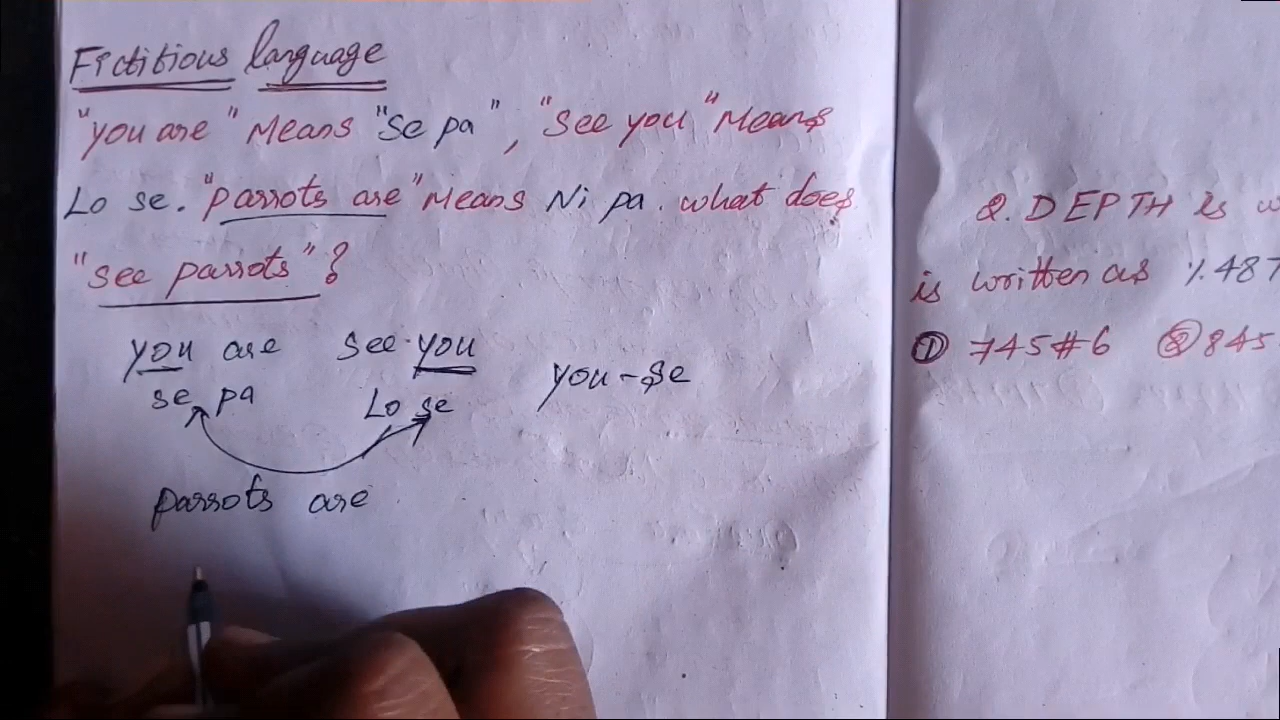 Fictitious language
"you are" Means "se pa", "see you" Means
Lo se. "parrots are" Means Ni pa. what does
"see parrots"?
you are see you
se pa Lo se
you - se
parrots are
Q. DEPTH is
is written as %487
① 745#6 ② 845